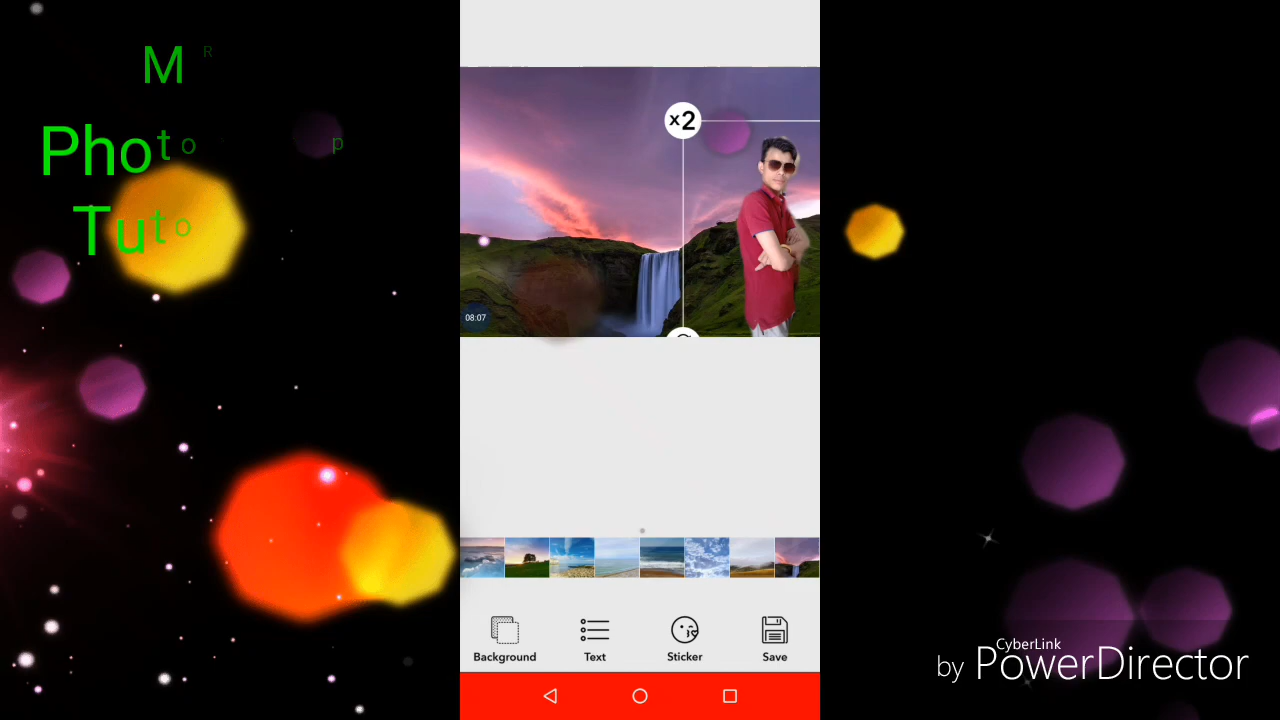 M R
Photo p
Tuto
x2
08:07
Background
Text
Sticker
Save
CyberLink
by PowerDirector